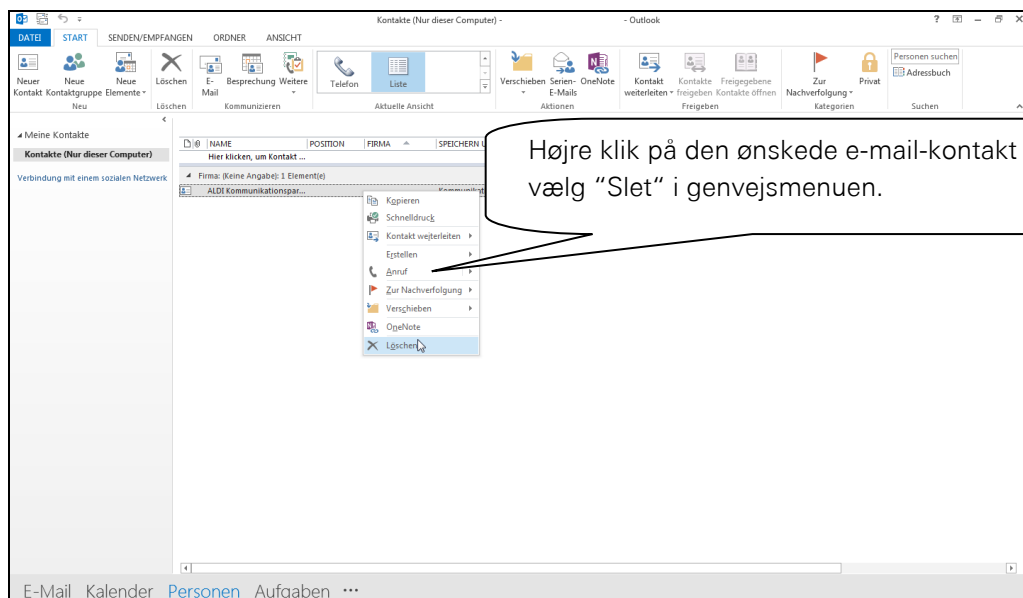 Kontakte (Nur dieser Computer) - - Outlook
DATEI START SENDEN/EMPFANGEN ORDNER ANSICHT
Neuer Kontakt
Neue Kontaktgruppe
Neue Elemente
Neu
Löschen
Löschen
E-Mail
Besprechung
Weitere
Kommunizieren
Telefon
Liste
Aktuelle Ansicht
Verschieben
Serien-E-Mails
OneNote
Aktionen
Kontakt weiterleiten
Kontakte freigeben
Freigegebene Kontakte öffnen
Freigeben
Zur Nachverfolgung
Privat
Kategorien
Personen suchen
Adressbuch
Suchen
Meine Kontakte
Kontakte (Nur dieser Computer)
Verbindung mit einem sozialen Netzwerk
NAME POSITION FIRMA SPEICHERN U
Hier klicken, um Kontakt ...
Firma: (Keine Angabe): 1 Element(e)
ALDI Kommunikationspar...
Kopieren
Schnelldruck
Kontakt weiterleiten
Erstellen
Anruf
Zur Nachverfolgung
Verschieben
OneNote
Löschen
Højre klik på den ønskede e-mail-kontakt
vælg “Slet“ i genvejsmenuen.
E-Mail Kalender Personen Aufgaben ···